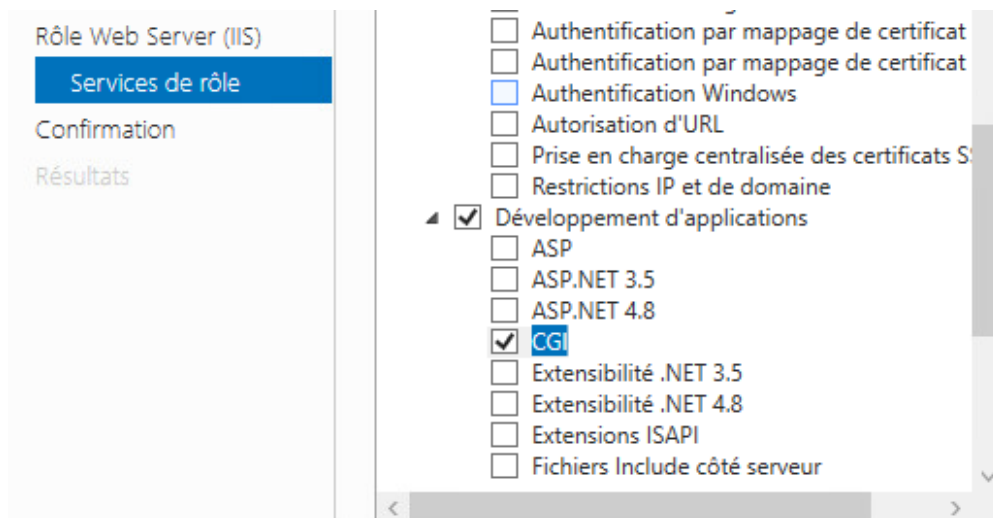 Rôle Web Server (IIS)
Services de rôle
Confirmation
Résultats
Authentification par mappage de certificat
Authentification par mappage de certificat
Authentification Windows
Autorisation d'URL
Prise en charge centralisée des certificats S
Restrictions IP et de domaine
Développement d'applications
ASP
ASP.NET 3.5
ASP.NET 4.8
CGI
Extensibilité .NET 3.5
Extensibilité .NET 4.8
Extensions ISAPI
Fichiers Include côté serveur